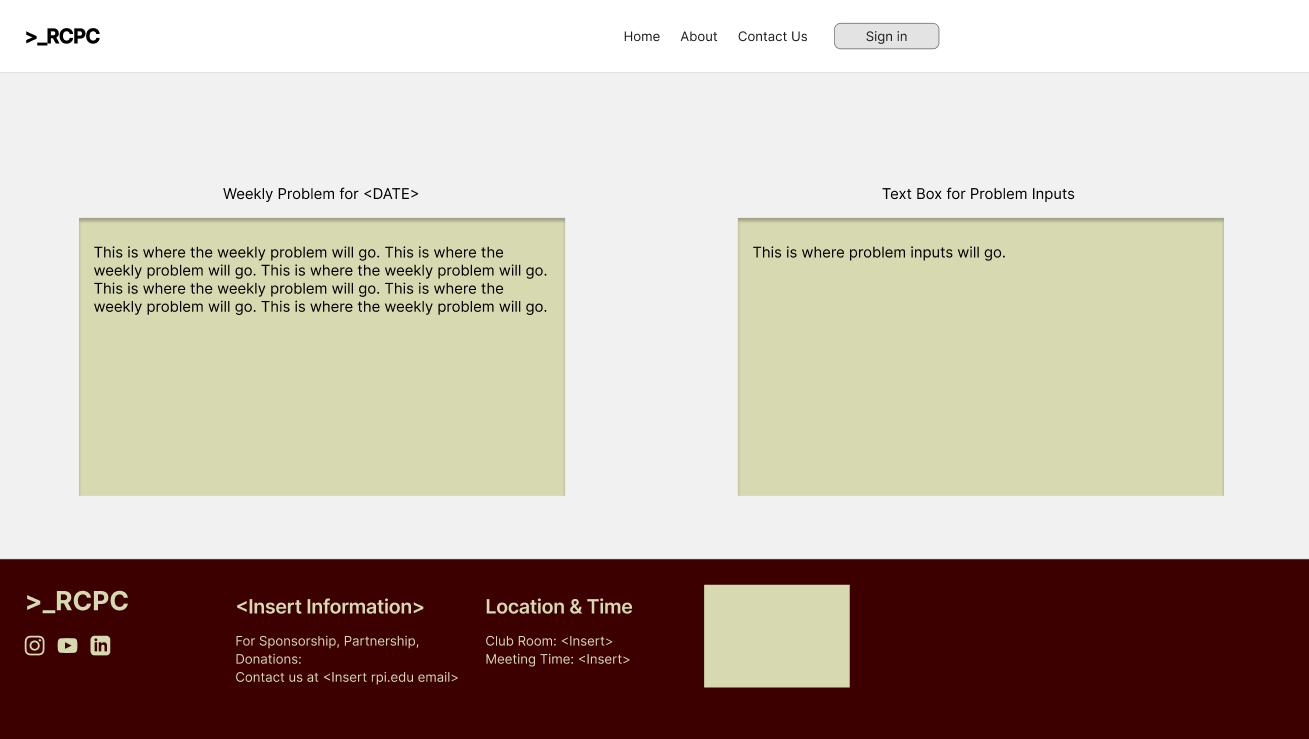 >_RCPC
Home About Contact Us Sign in
Weekly Problem for <DATE>
This is where the weekly problem will go. This is where the
weekly problem will go. This is where the weekly problem will go.
This is where the weekly problem will go. This is where the
weekly problem will go. This is where the weekly problem will go.
Text Box for Problem Inputs
This is where problem inputs will go.
>_RCPC
in
<Insert Information>
For Sponsorship, Partnership,
Donations:
Contact us at <Insert rpi.edu email>
Location & Time
Club Room: <Insert>
Meeting Time: <Insert>